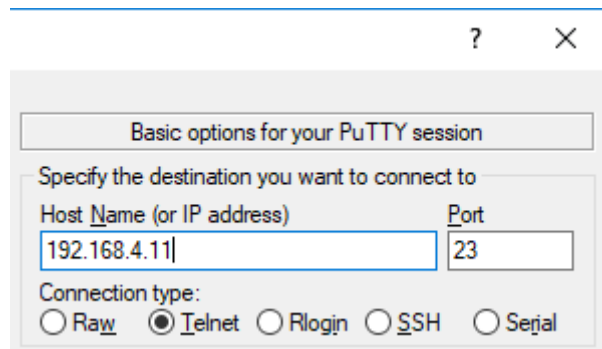 ?
Basic options for your PuTTY session
Specify the destination you want to connect to
Host Name (or IP address) Port
192.168.4.11 23
Connection type:
Raw Telnet Rlogin SSH Serial